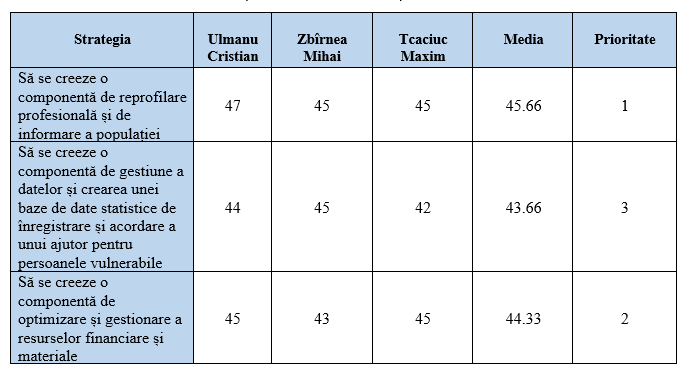 Strategia
Ulmanu
Cristian
Zbîrnea
Mihai
Tcaciuc
Maxim
Media
Prioritate
Să se creeze o
componentă de reprofilare
profesională și de
informare a populației
47
45
45
45.66
1
Să se creeze o
componentă de gestiune a
datelor și crearea unei
baze de date statistice de
înregistrare și acordare a
unui ajutor pentru
persoanele vulnerabile
44
45
42
43.66
3
Să se creeze o
componentă de
optimizare și gestionare a
resurselor financiare și
materiale
45
43
45
44.33
2